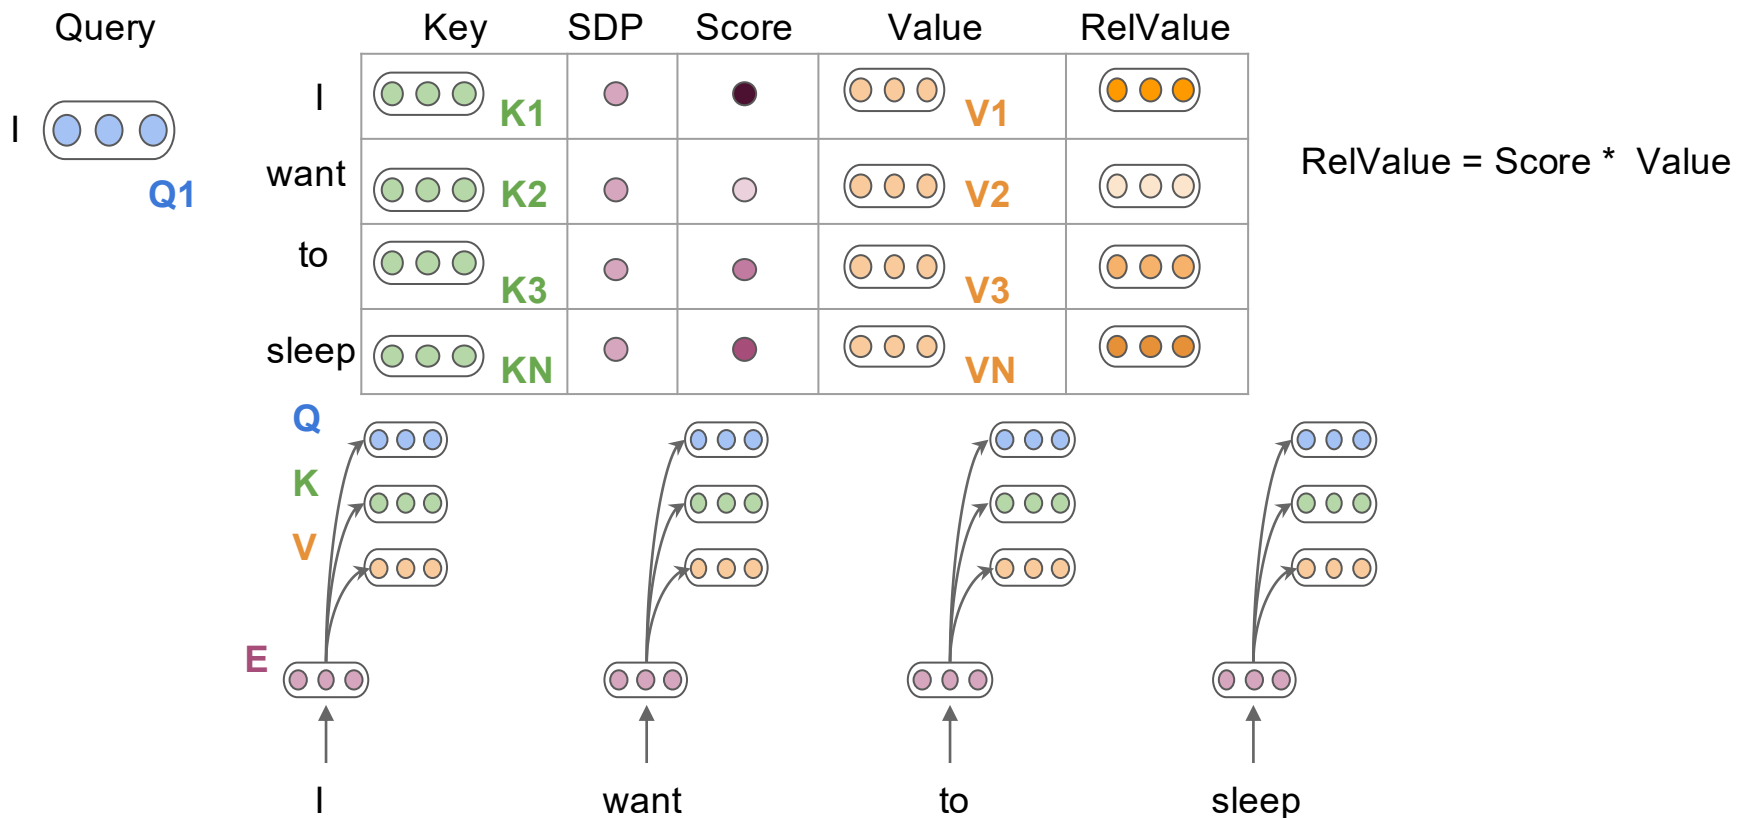 Query Key SDP Score Value RelValue
I K1 V1
I Q1
want K2 V2
RelValue = Score * Value
to K3 V3
sleep KN VN
Q
K
V
E
I want to sleep